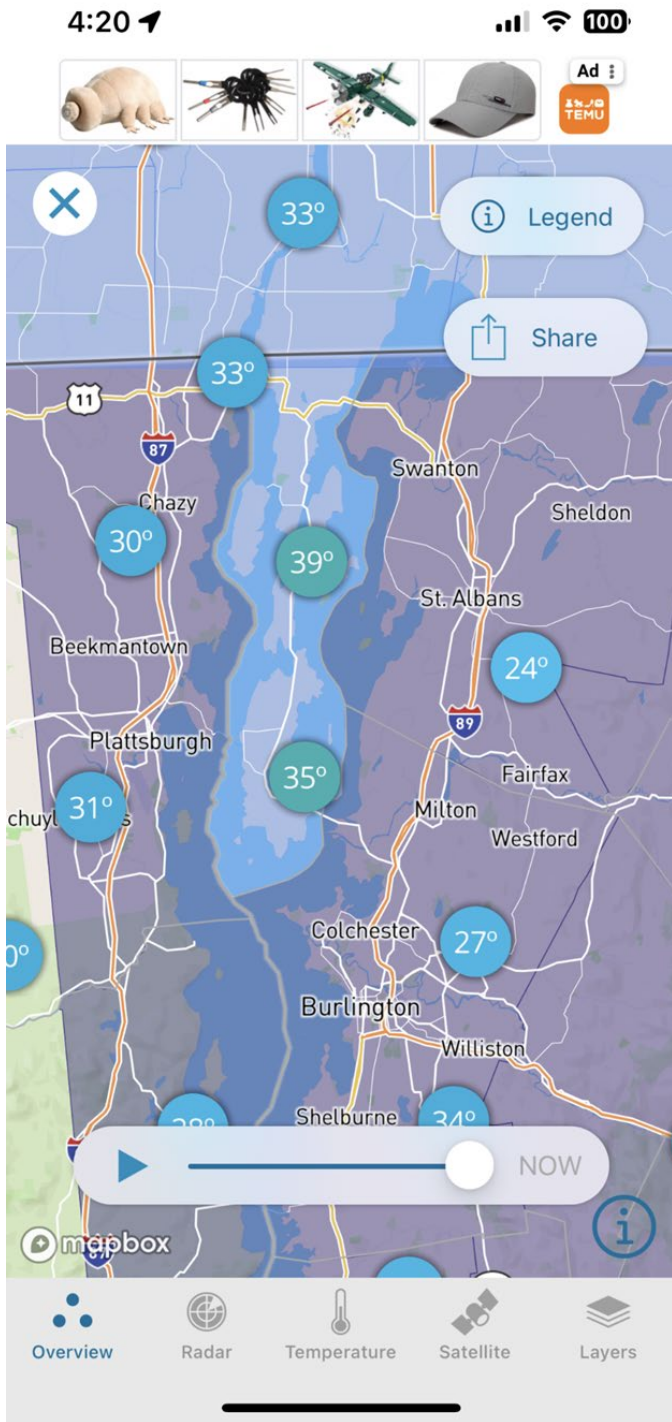 4:20
100
Ad
TEMU
33°
Legend
Share
33°
11
87
Swanton
Chazy
Sheldon
30°
39°
St. Albans
Beekmantown
24°
89
Plattsburgh
35°
Fairfax
31°
Milton
Westford
Colchester
27°
Burlington
Williston
Shelburne
34°
NOW
mapbox
Overview
Radar
Temperature
Satellite
Layers